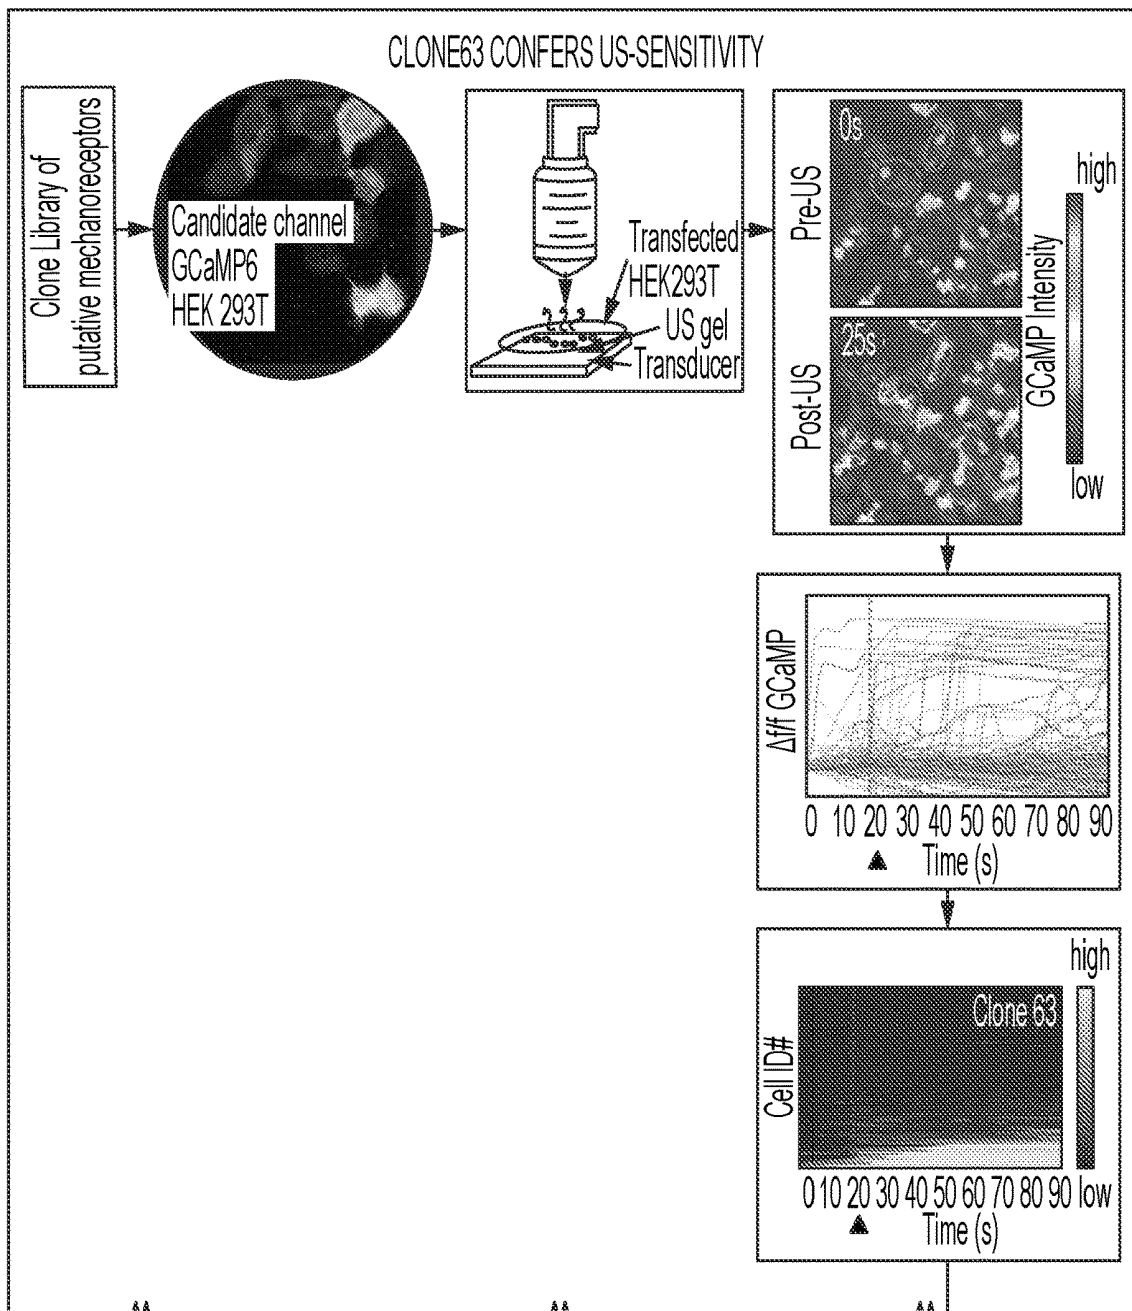 CLONE63 CONFERS US-SENSITIVITY
Clone Library of
putative mechanoreceptors
Candidate channel
GCaMP6
HEK 293T
Transfected
HEK293T
US gel
Transducer
Pre-US
0s
Post-US
25s
high
GCaMP Intensity
low
Δf/f GCaMP
0 10 20 30 40 50 60 70 80 90
Time (s)
high
Clone 63
Cell ID#
0 10 20 30 40 50 60 70 80 90 low
Time (s)